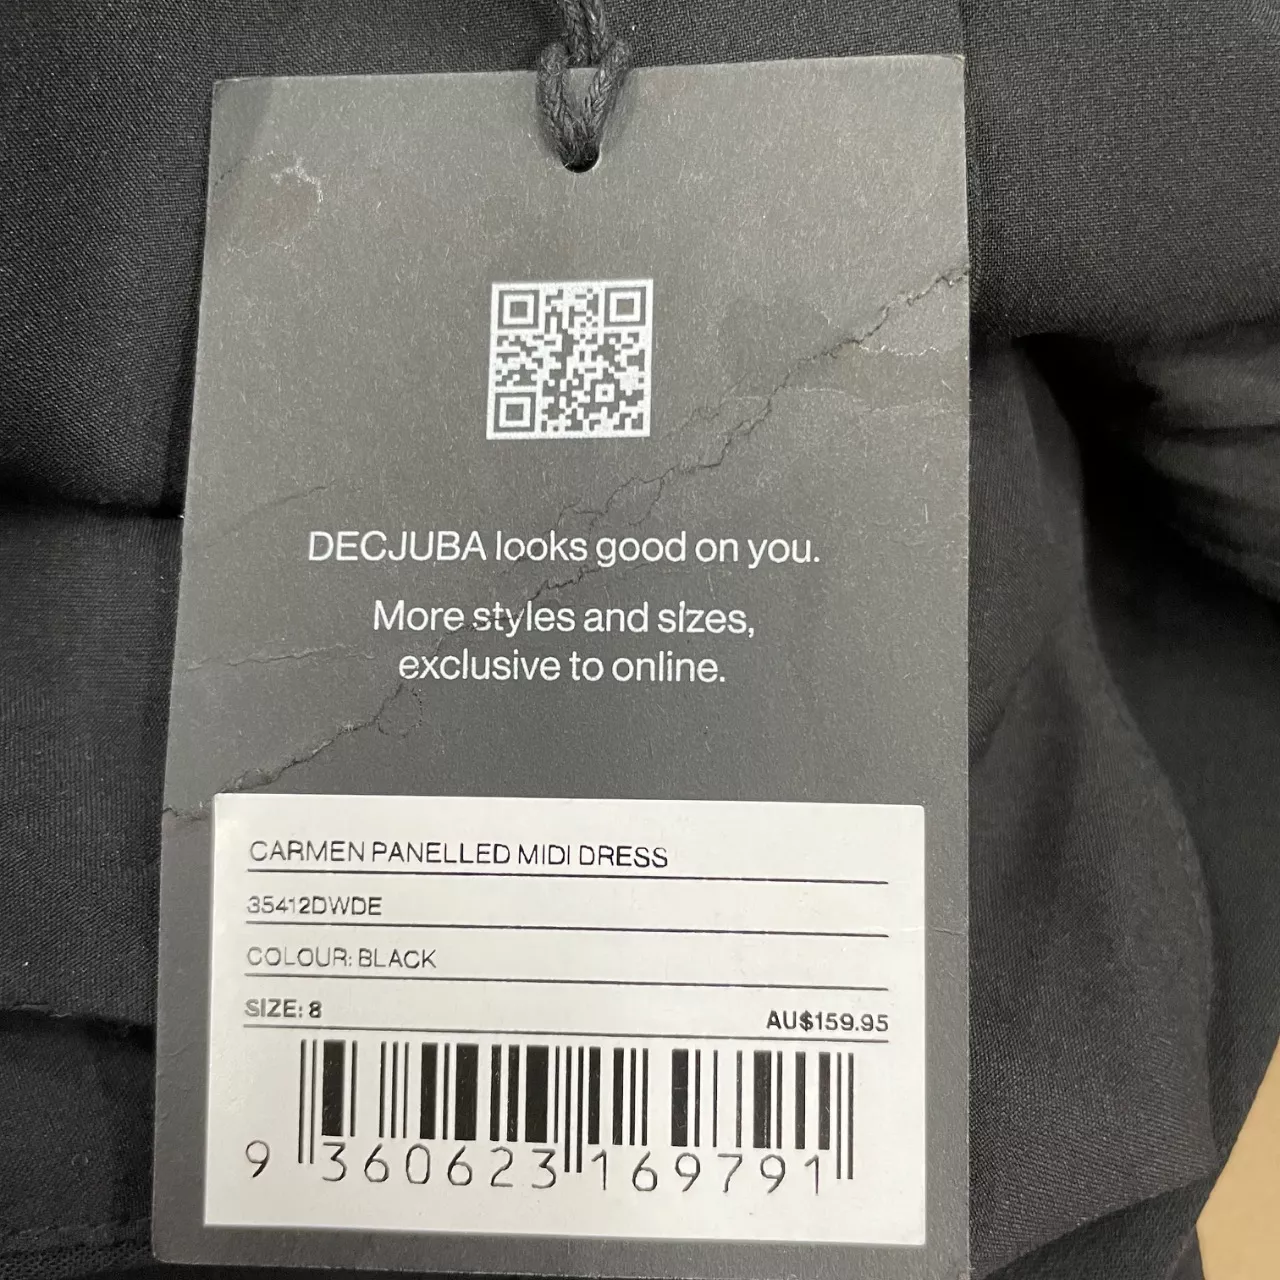 DECJUBA looks good on you.
More styles and sizes,
exclusive to online.
CARMEN PANELLED MIDI DRESS
35412DWDE
COLOUR: BLACK
SIZE: 8
AU$159.95
9 360623 169791